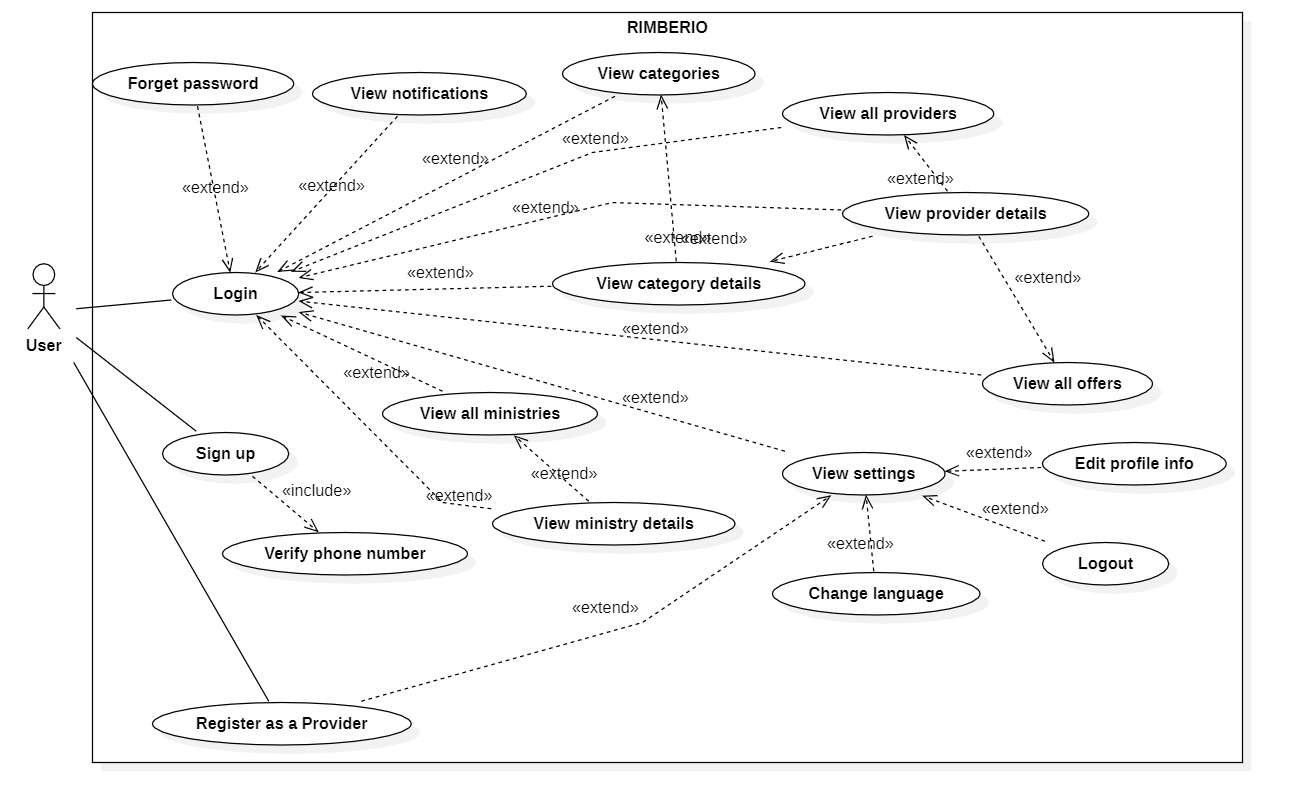 RIMBERIO
View categories
Forget password
View notifications
View all providers
«extend»
«extend»
«extend»
«extend»
«extend»
«extend»
View provider details
«extend»
«extend»
«extend»
«extend»
«extend»
View category details
Login
«extend»
User
«extend»
View all offers
«extend»
View all ministries
Sign up
«extend»
Edit profile info
View settings
«extend»
«include»
«extend»
«extend»
View ministry details
«extend»
Verify phone number
Logout
Change language
«extend»
Register as a Provider